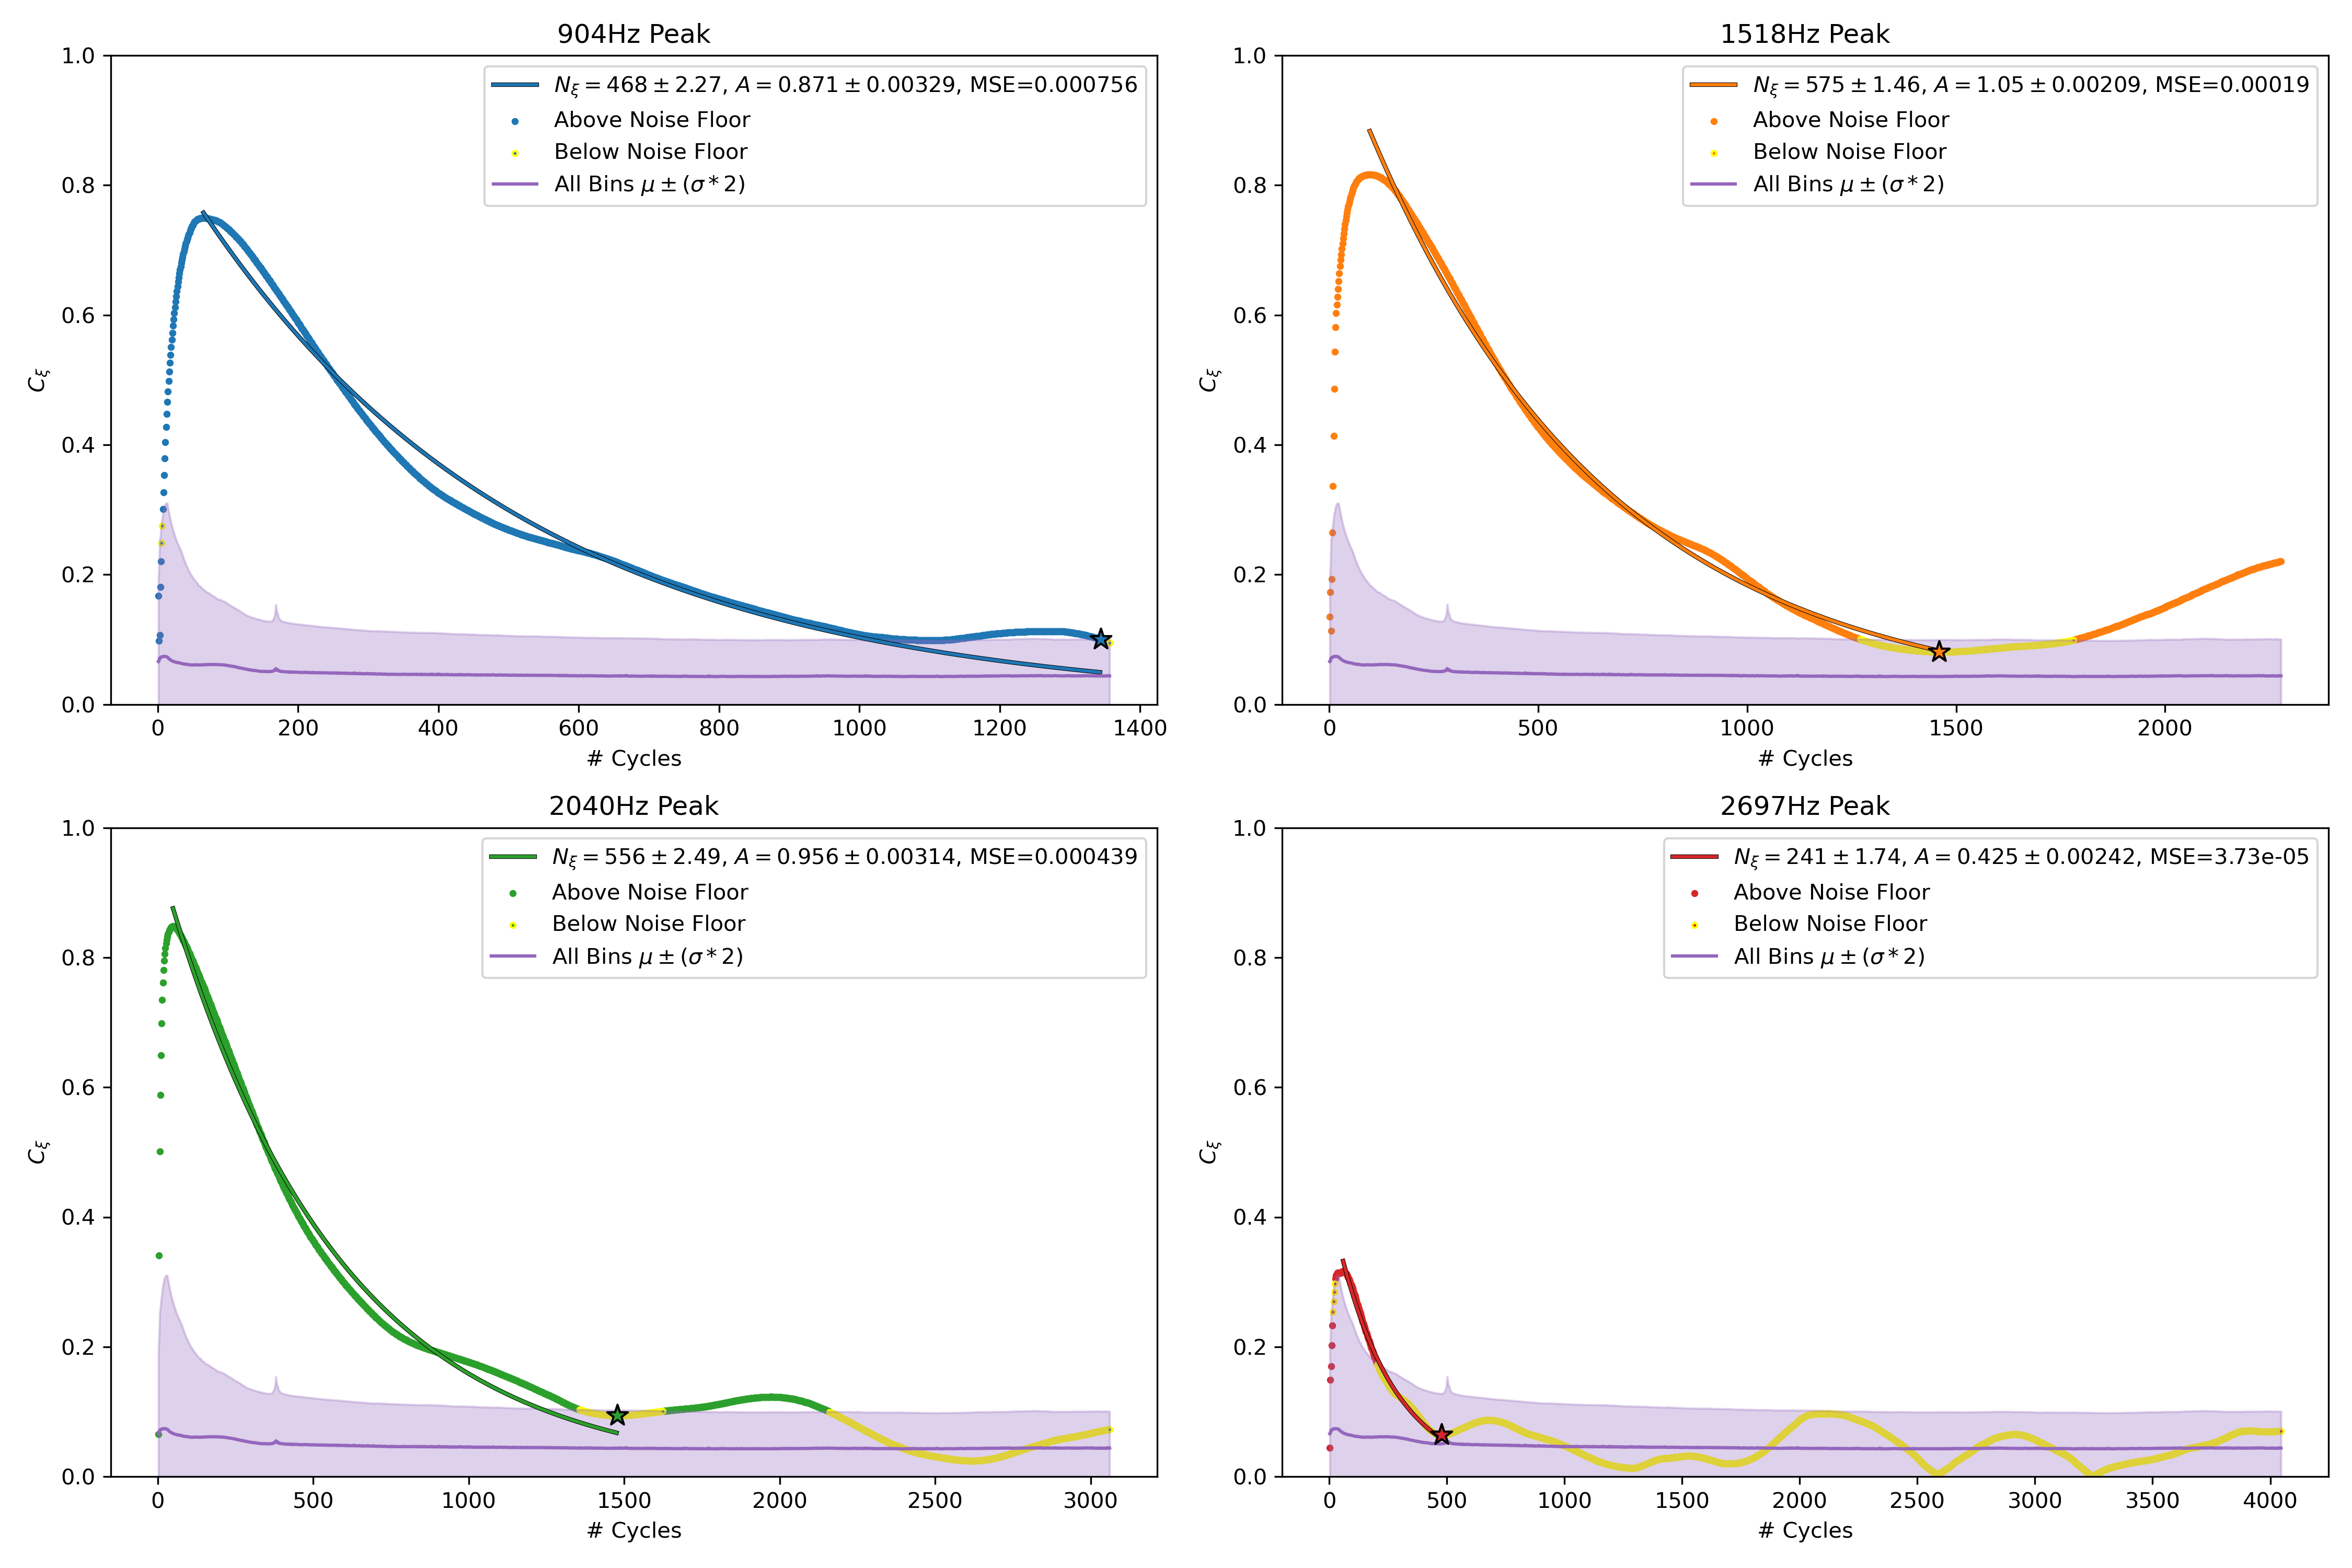 904Hz Peak
1.0
0.8
0.6
0.4
0.2
0.0
C_ξ
0 200 400 600 800 1000 1200 1400
# Cycles
N_ξ = 468 ± 2.27, A = 0.871 ± 0.00329, MSE=0.000756
Above Noise Floor
Below Noise Floor
All Bins μ ± (σ * 2)
1518Hz Peak
1.0
0.8
0.6
0.4
0.2
0.0
C_ξ
0 500 1000 1500 2000
# Cycles
N_ξ = 575 ± 1.46, A = 1.05 ± 0.00209, MSE=0.00019
Above Noise Floor
Below Noise Floor
All Bins μ ± (σ * 2)
2040Hz Peak
1.0
0.8
0.6
0.4
0.2
0.0
C_ξ
0 500 1000 1500 2000 2500 3000
# Cycles
N_ξ = 556 ± 2.49, A = 0.956 ± 0.00314, MSE=0.000439
Above Noise Floor
Below Noise Floor
All Bins μ ± (σ * 2)
2697Hz Peak
1.0
0.8
0.6
0.4
0.2
0.0
C_ξ
0 500 1000 1500 2000 2500 3000 3500 4000
# Cycles
N_ξ = 241 ± 1.74, A = 0.425 ± 0.00242, MSE=3.73e-05
Above Noise Floor
Below Noise Floor
All Bins μ ± (σ * 2)